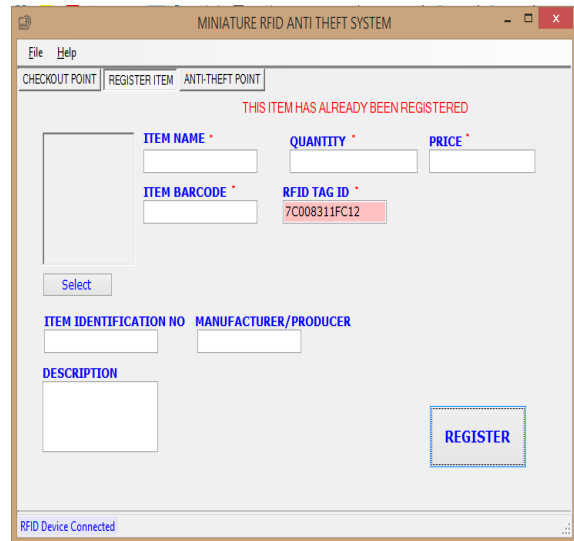 MINIATURE RFID ANTI THEFT SYSTEM
File Help
CHECKOUT POINT REGISTER ITEM ANTI-THEFT POINT
THIS ITEM HAS ALREADY BEEN REGISTERED
ITEM NAME * QUANTITY * PRICE *
ITEM BARCODE * RFID TAG ID *
7C008311FC12
Select
ITEM IDENTIFICATION NO MANUFACTURER/PRODUCER
DESCRIPTION
REGISTER
RFID Device Connected